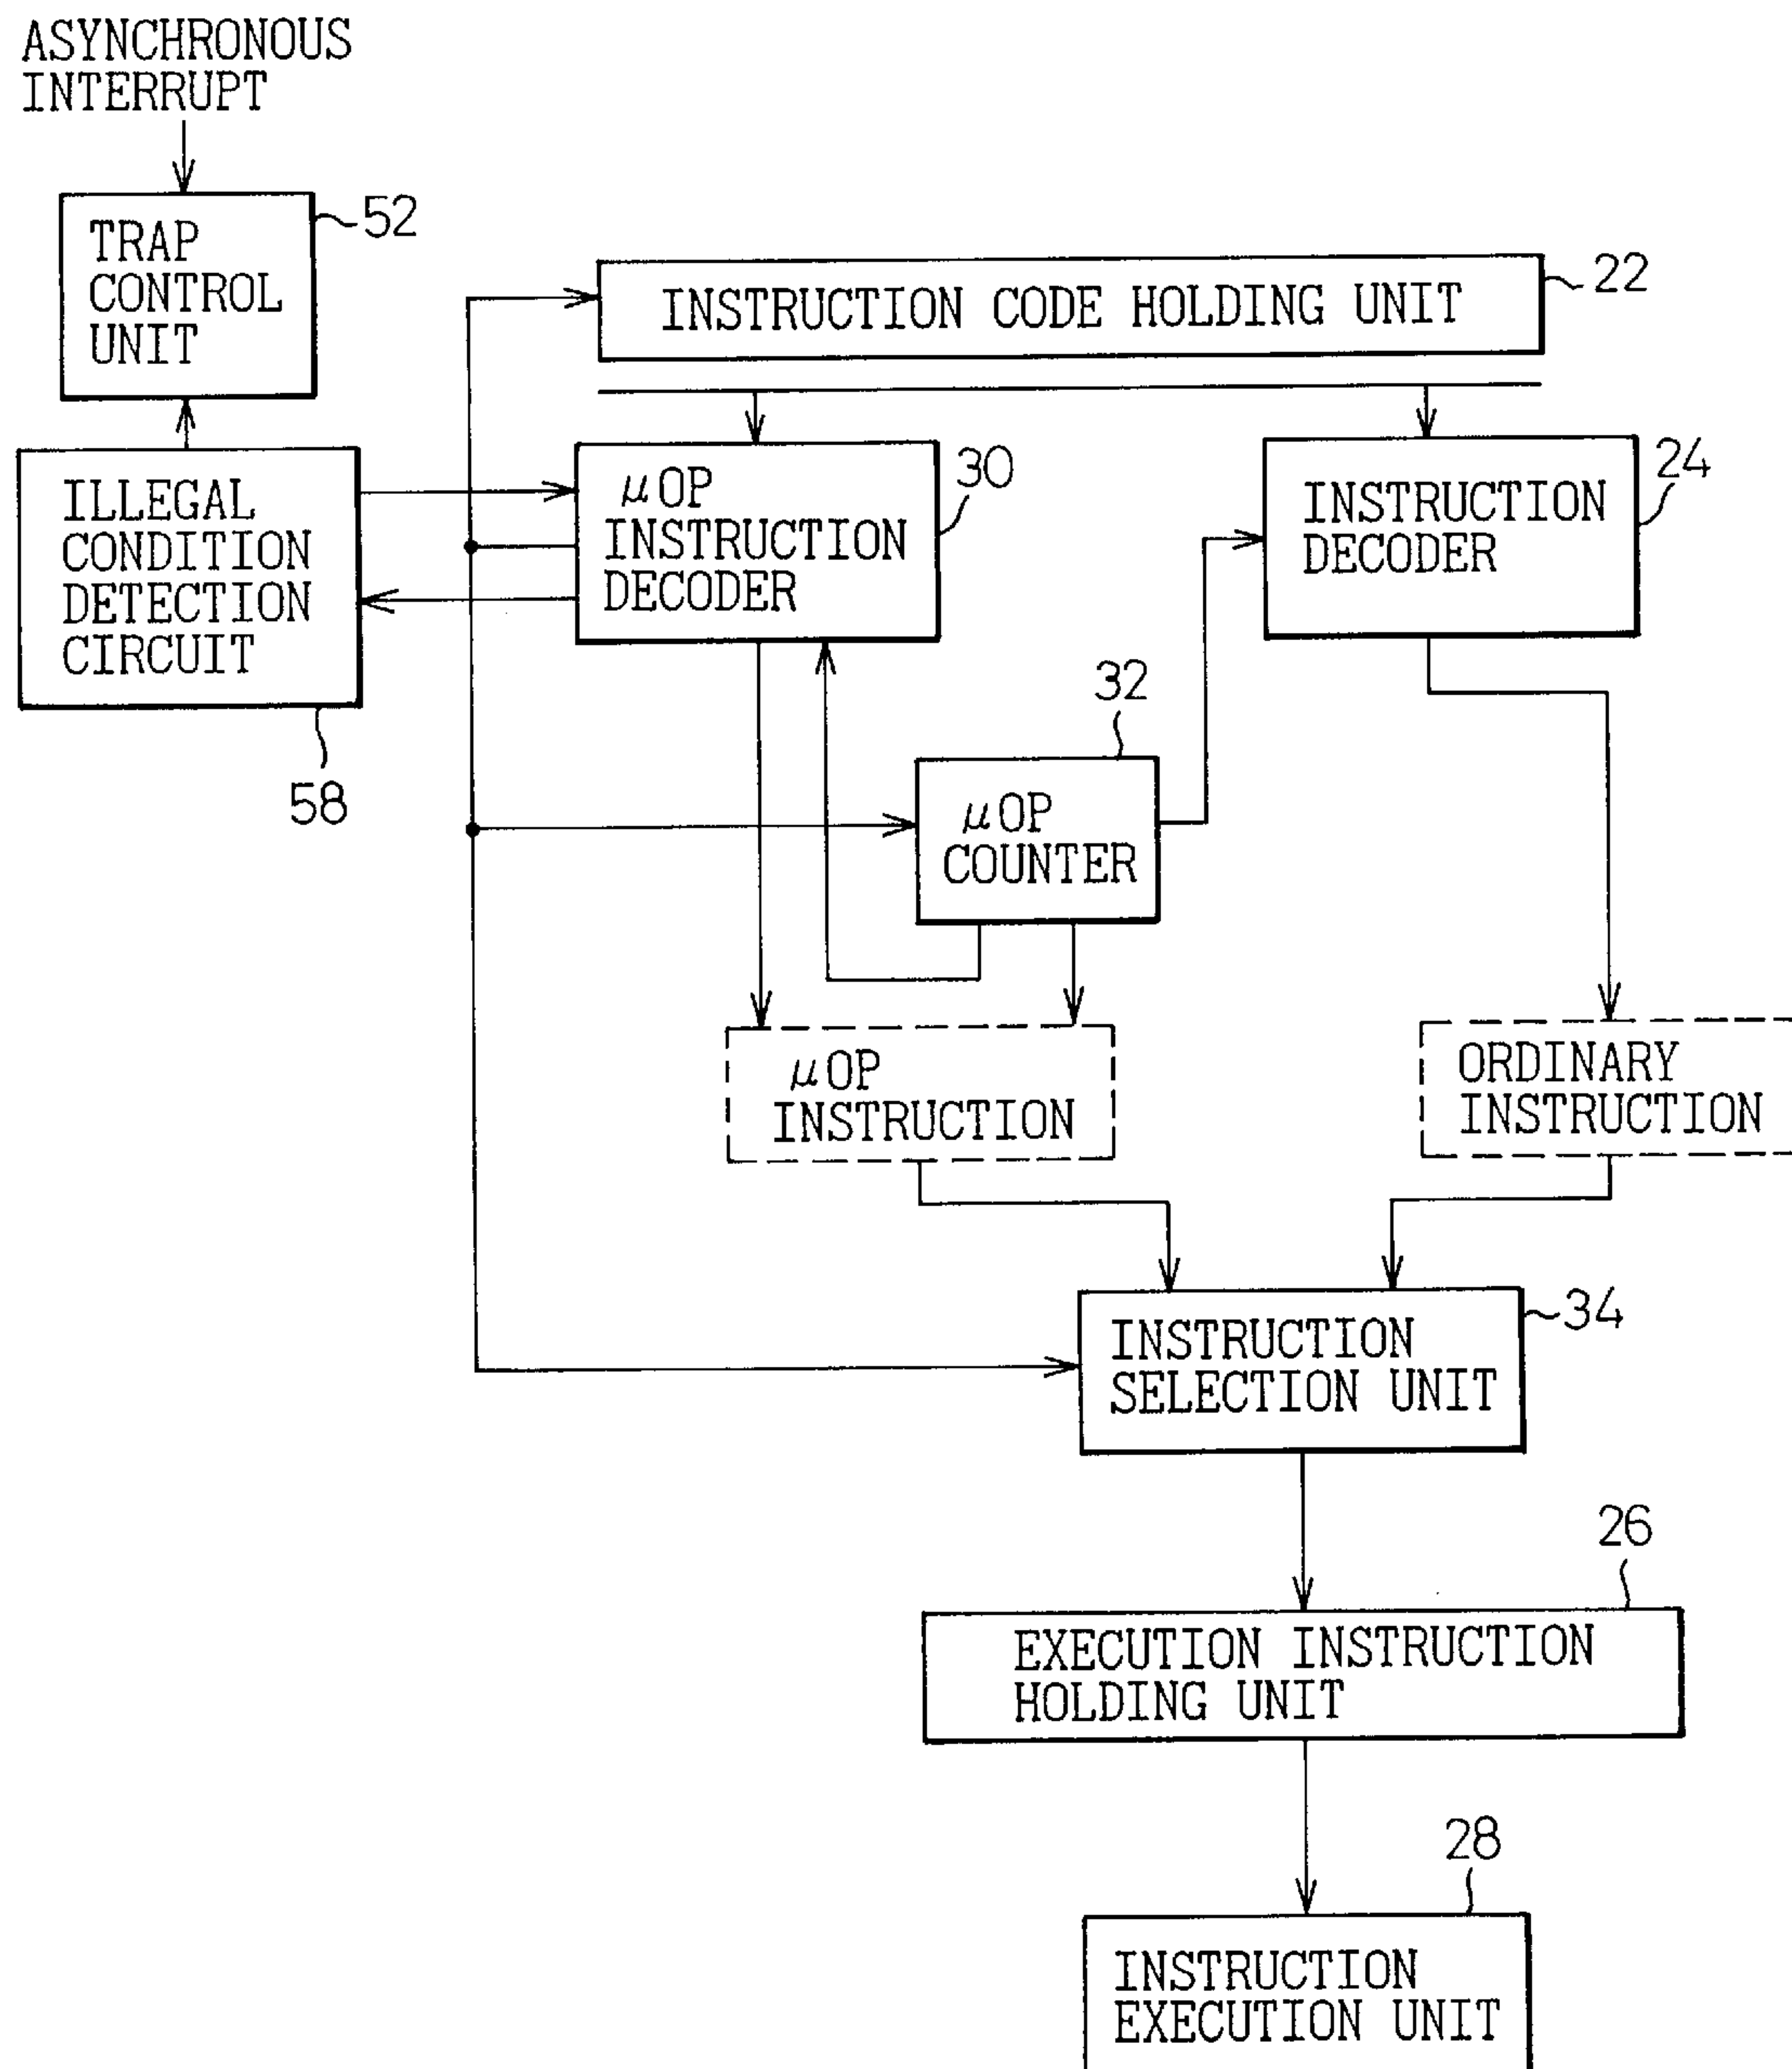 ASYNCHRONOUS
INTERRUPT
TRAP
CONTROL
UNIT
52
INSTRUCTION CODE HOLDING UNIT
22
ILLEGAL
CONDITION
DETECTION
CIRCUIT
58
μOP
INSTRUCTION
DECODER
30
INSTRUCTION
DECODER
24
32
μOP
COUNTER
μOP
INSTRUCTION
ORDINARY
INSTRUCTION
INSTRUCTION
SELECTION UNIT
34
26
EXECUTION INSTRUCTION
HOLDING UNIT
28
INSTRUCTION
EXECUTION UNIT